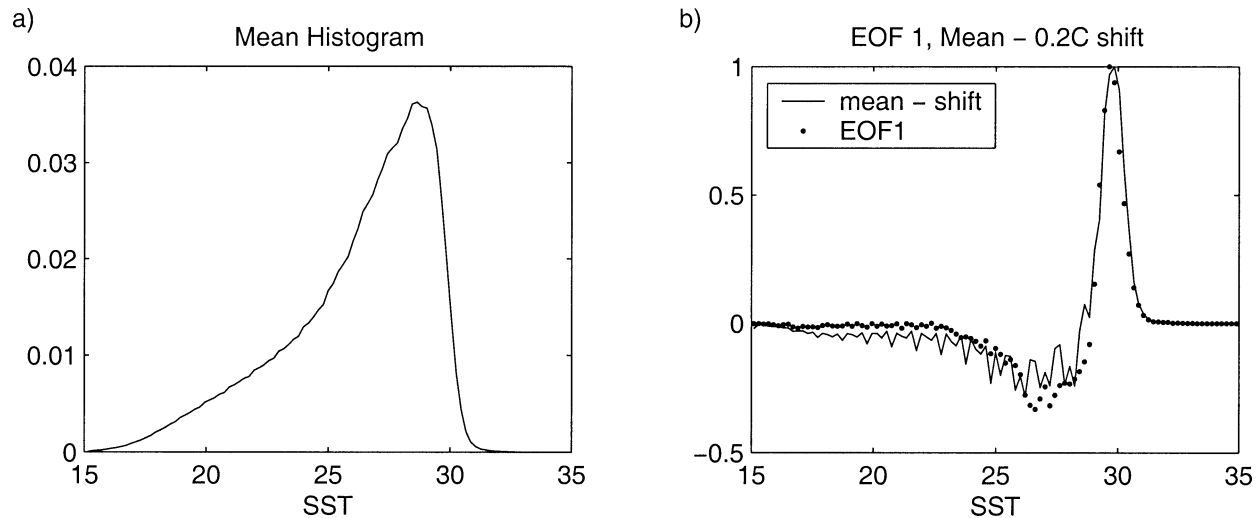 a)
Mean Histogram
0.04
0.03
0.02
0.01
0
15 20 25 30 35
SST
b)
EOF 1, Mean − 0.2C shift
mean − shift
EOF1
1
0.5
0
−0.5
15 20 25 30 35
SST